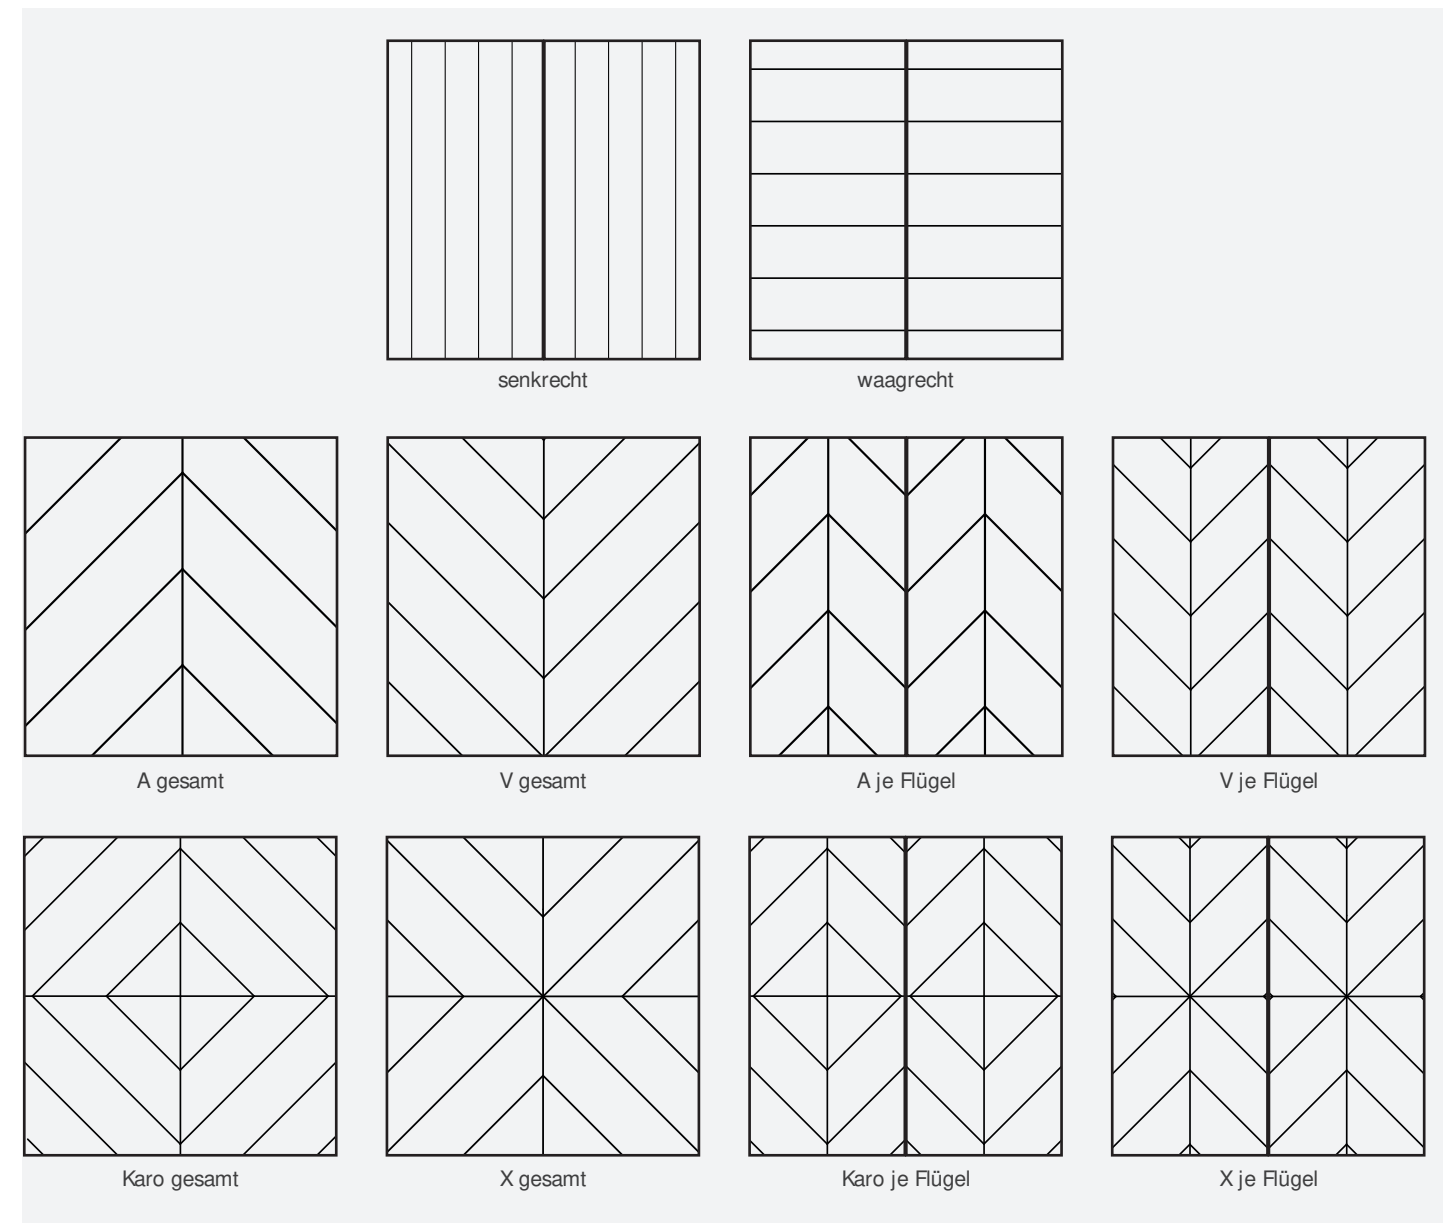 senkrecht
waagrecht
A gesamt
V gesamt
A je Flügel
V je Flügel
Karo gesamt
X gesamt
Karo je Flügel
X je Flügel